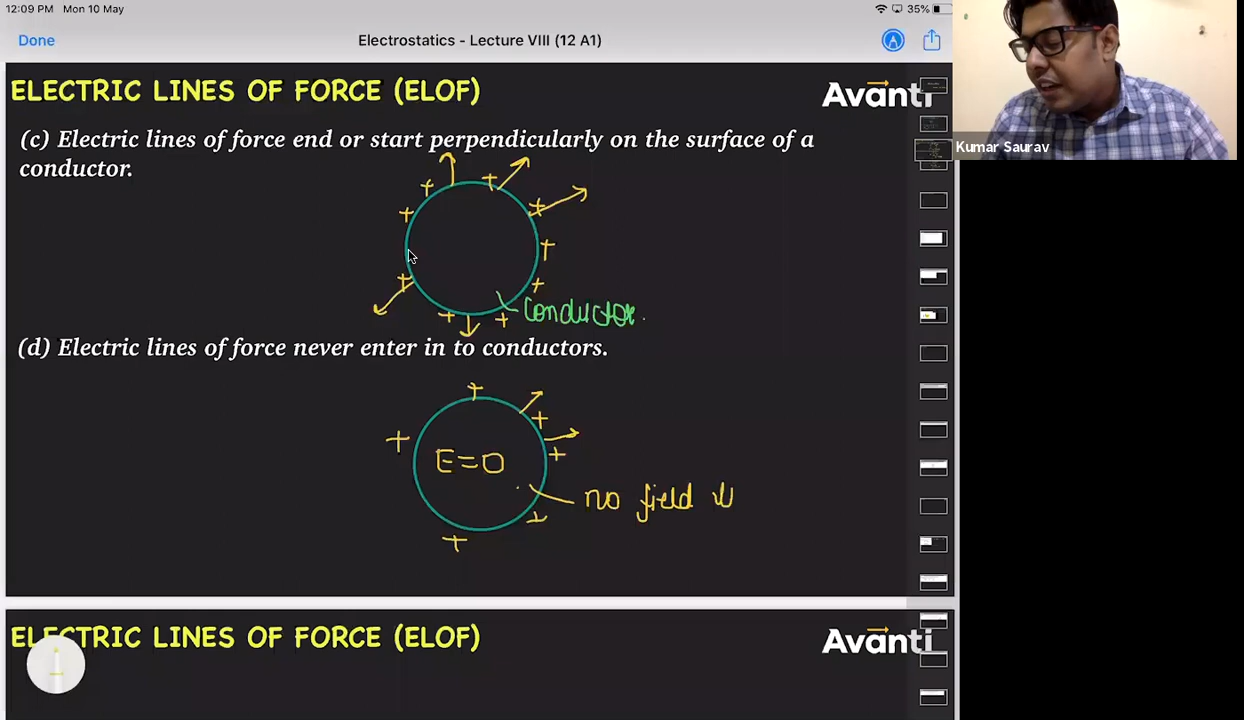 12:09 PM Mon 10 May
35%
Done
Electrostatics - Lecture VIII (12 A1)
ELECTRIC LINES OF FORCE (ELOF)
Avanti
Kumar Saurav
(c) Electric lines of force end or start perpendicularly on the surface of a
conductor.
+ + + + + + + + +
Conductor.
(d) Electric lines of force never enter in to conductors.
+ + + + + +
E=0
no field
ELECTRIC LINES OF FORCE (ELOF)
Avanti